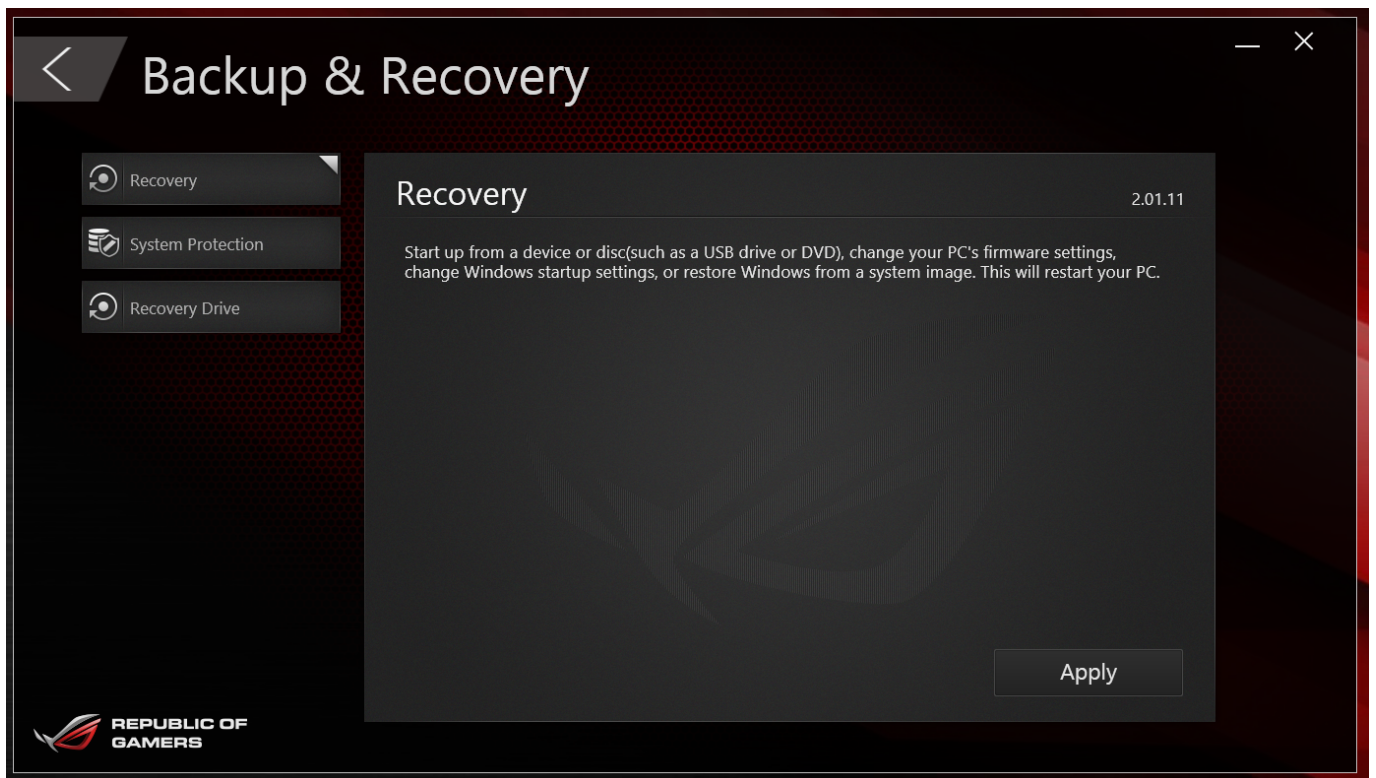 Backup & Recovery
Recovery
System Protection
Recovery Drive
Recovery
2.01.11
Start up from a device or disc(such as a USB drive or DVD), change your PC's firmware settings,
change Windows startup settings, or restore Windows from a system image. This will restart your PC.
Apply
REPUBLIC OF
GAMERS